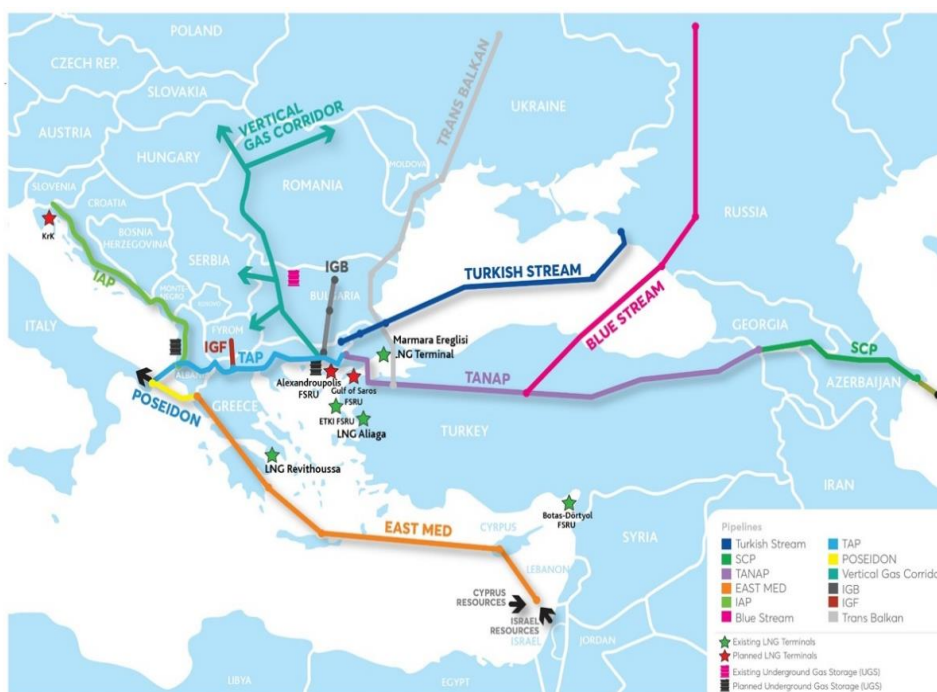 POLAND
CZECH REP.
SLOVAKIA
AUSTRIA
HUNGARY
VERTICAL
GAS CORRIDOR
TRANS BALKAN
UKRAINE
MOLDOVA
ROMANIA
RUSSIA
SLOVENIA
CROATIA
KrK
BOSNIA
HERZEGOVINA
SERBIA
IAP
MONTE-
NEGRO
ITALY
IGB
BULGARIA
TURKISH STREAM
BLUE STREAM
GEORGIA
SCP
AZERBAIJAN
FYROM
IGF
TAP
Marmara Ereglisi
LNG Terminal
Alexandroupolis
FSRU
Gulf of Saros
FSRU
TANAP
POSEIDON
GREECE
ETKI FSRU
LNG Aliaga
TURKEY
LNG Revithoussa
IRAN
Botas-Dortyol
FSRU
EAST MED
CYRPUS
SYRIA
LEBANON
CYPRUS
RESOURCES
ISRAEL
RESOURCES
ISRAEL
JORDAN
LIBYA
EGYPT
Pipelines
Turkish Stream
SCP
TANAP
EAST MED
IAP
Blue Stream
TAP
POSEIDON
Vertical Gas Corrido
IGB
IGF
Trans Balkan
Existing LNG Terminals
Planned LNG Terminals
Existing Underground Gas Storage (UGS)
Planned Underground Gas Storage (UGS)